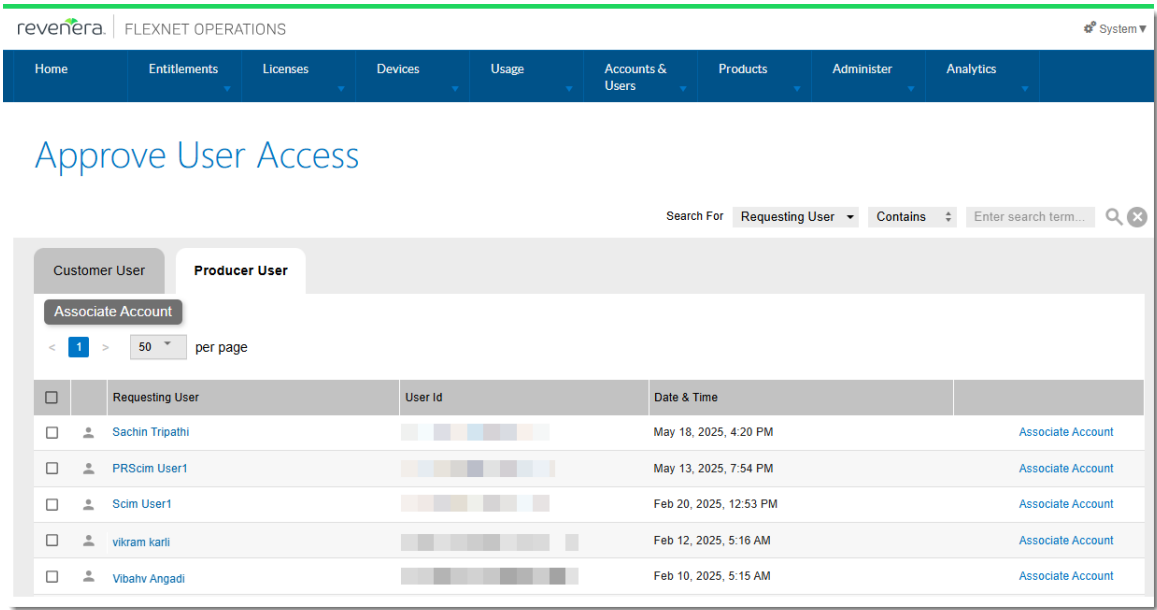 revenera. FLEXNET OPERATIONS System
Home Entitlements Licenses Devices Usage Accounts & Users Products Administer Analytics
Approve User Access
Search For Requesting User Contains Enter search term...
Customer User Producer User
Associate Account
< 1 > 50 per page
Requesting User User Id Date & Time
Sachin Tripathi May 18, 2025, 4:20 PM Associate Account
PRScim User1 May 13, 2025, 7:54 PM Associate Account
Scim User1 Feb 20, 2025, 12:53 PM Associate Account
vikram karli Feb 12, 2025, 5:16 AM Associate Account
Vibahv Angadi Feb 10, 2025, 5:15 AM Associate Account